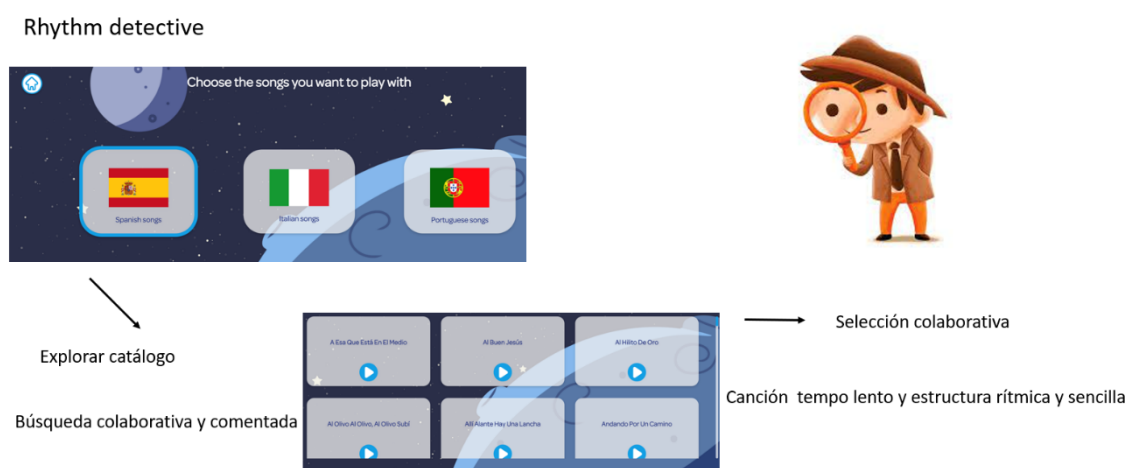 Rhythm detective
Choose the songs you want to play with
Spanish songs
Italian songs
Portuguese songs
Explorar catálogo
Búsqueda colaborativa y comentada
A Esa Que Está En El Medio
Al Buen Jesús
Al Hilito De Oro
Al Olivo Al Olivo, Al Olivo Subí
Allí Alante Hay Una Lancha
Andando Por Un Camino
Selección colaborativa
Canción tempo lento y estructura rítmica y sencilla